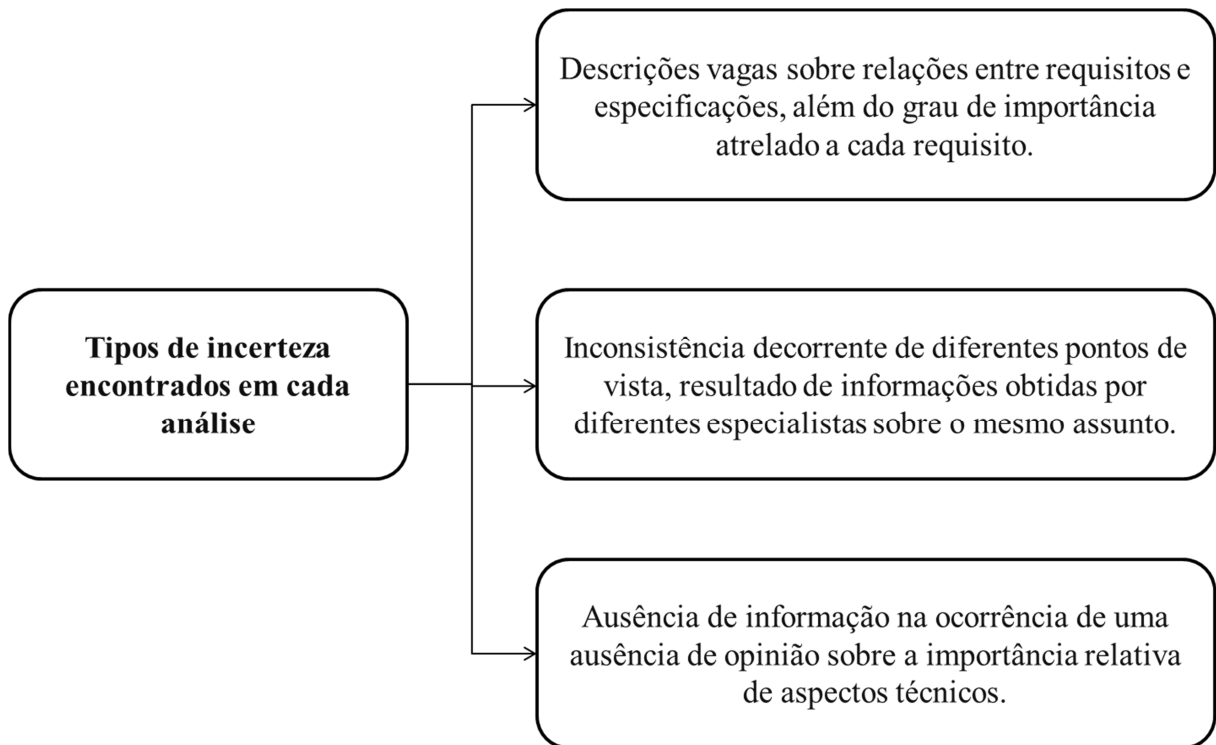 Descrições vagas sobre relações entre requisitos e
especificações, além do grau de importância
atrelado a cada requisito.
Tipos de incerteza
encontrados em cada
análise
Inconsistência decorrente de diferentes pontos de
vista, resultado de informações obtidas por
diferentes especialistas sobre o mesmo assunto.
Ausência de informação na ocorrência de uma
ausência de opinião sobre a importância relativa
de aspectos técnicos.